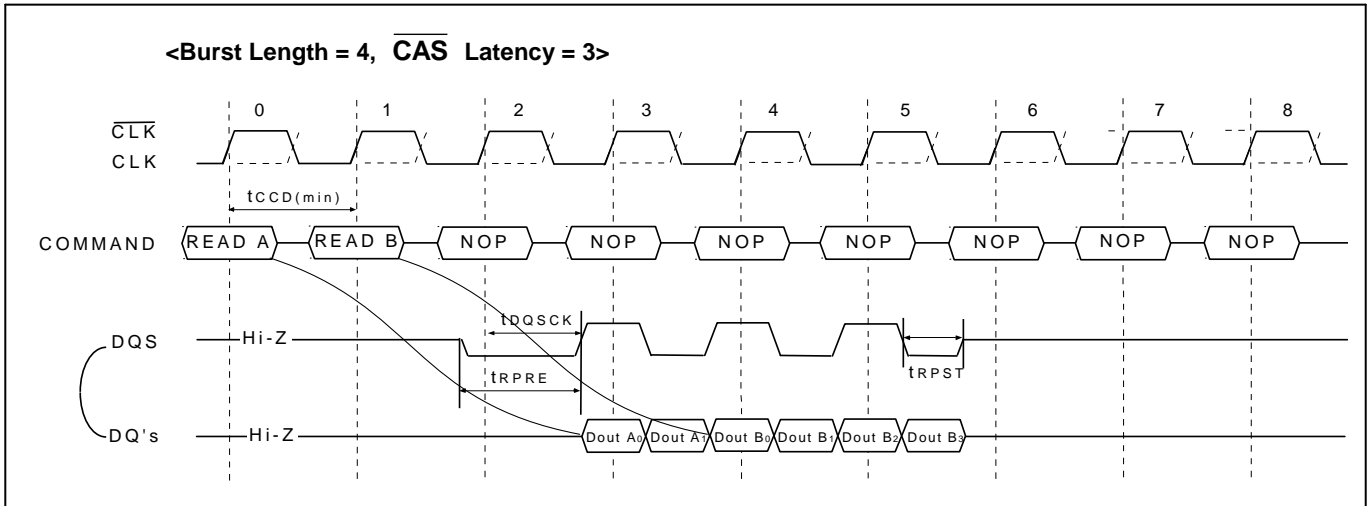 <Burst Length = 4, CAS Latency = 3>
0 1 2 3 4 5 6 7 8
CLK
CLK
tCCD(min)
COMMAND READ A READ B NOP NOP NOP NOP NOP NOP NOP
tDQSCK
DQS Hi-Z
tRPRE
tRPST
DQ's Hi-Z Dout A0 Dout A1 Dout B0 Dout B1 Dout B2 Dout B3